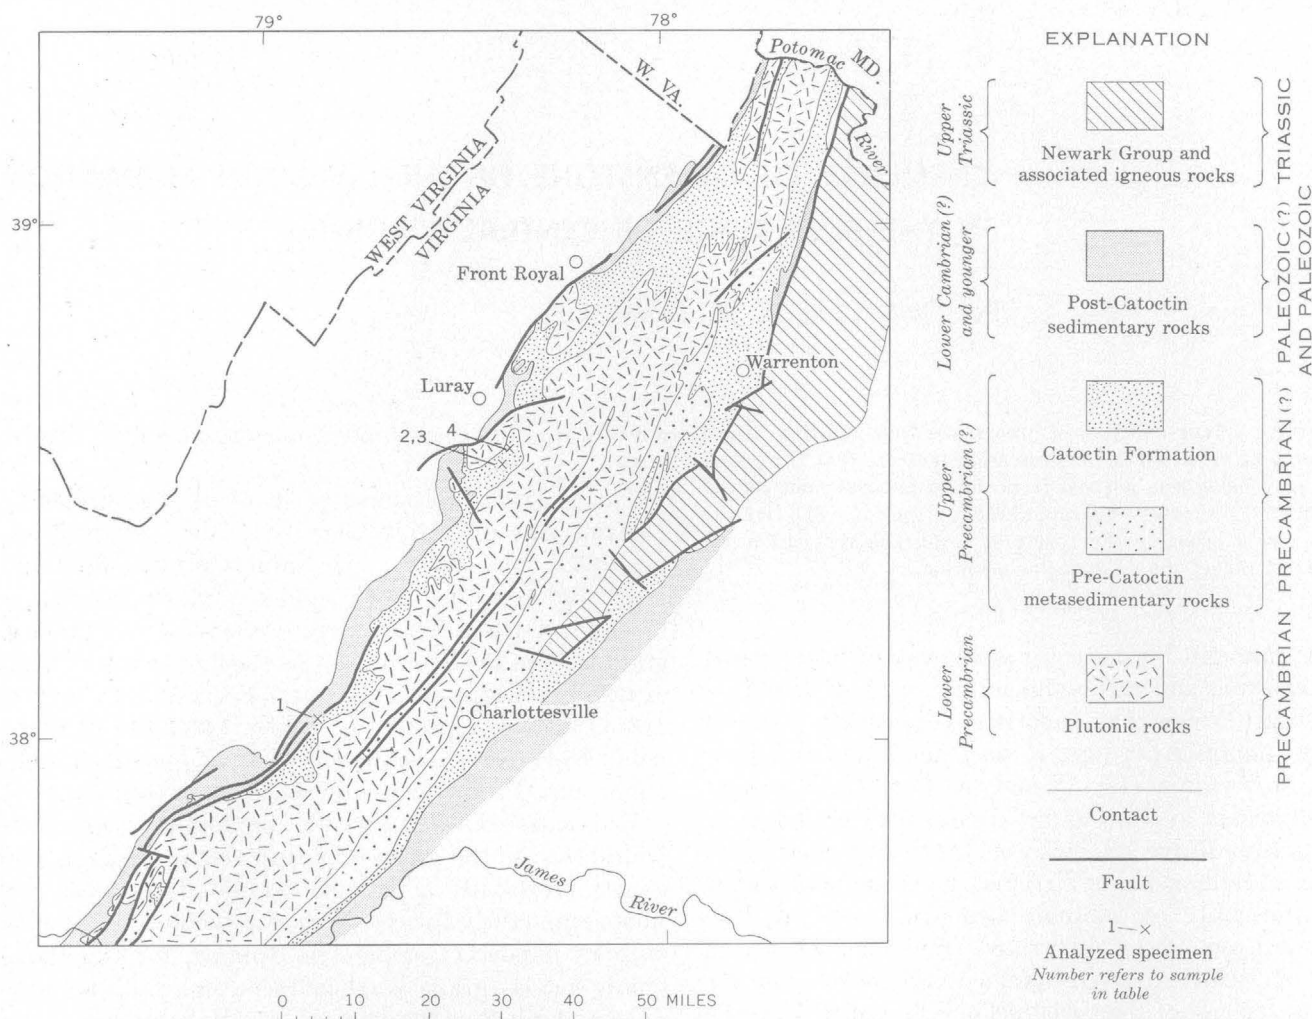 79°
78°
Potomac
MD.
River
W. VA.
WEST VIRGINIA
VIRGINIA
39°
Front Royal
Luray
Warrenton
2,3
4
1
Charlottesville
38°
James
River
0 10 20 30 40 50 MILES
EXPLANATION
Upper
Triassic
Newark Group and
associated igneous rocks
TRIASSIC
Lower Cambrian(?)
and younger
Post-Catoctin
sedimentary rocks
PALEOZOIC(?)
AND PALEOZOIC
Catoctin Formation
Upper
Precambrian(?)
Pre-Catoctin
metasedimentary rocks
PRECAMBRIAN(?)
Lower
Precambrian
Plutonic rocks
PRECAMBRIAN
Contact
Fault
1—×
Analyzed specimen
Number refers to sample
in table